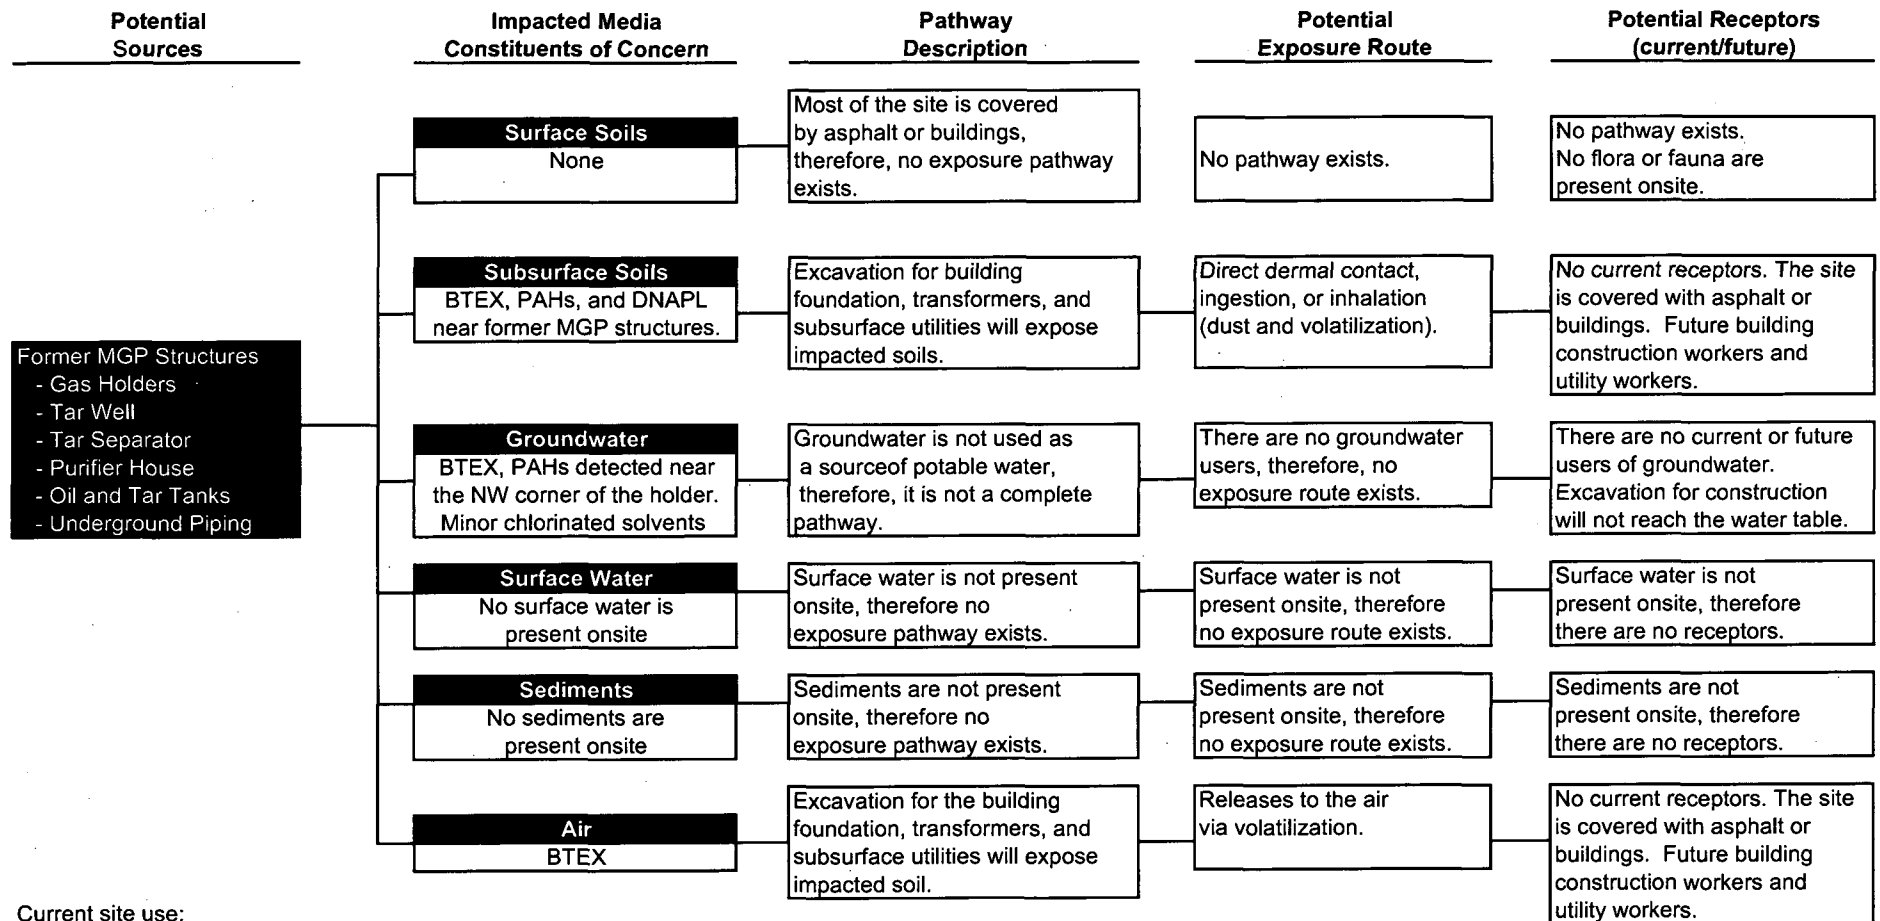 Potential
Sources
Impacted Media
Constituents of Concern
Pathway
Description
Potential
Exposure Route
Potential Receptors
(current/future)
Former MGP Structures
- Gas Holders
- Tar Well
- Tar Separator
- Purifier House
- Oil and Tar Tanks
- Underground Piping
Surface Soils
None
Most of the site is covered
by asphalt or buildings,
therefore, no exposure pathway
exists.
No pathway exists.
No pathway exists.
No flora or fauna are
present onsite.
Subsurface Soils
BTEX, PAHs, and DNAPL
near former MGP structures.
Excavation for building
foundation, transformers, and
subsurface utilities will expose
impacted soils.
Direct dermal contact,
ingestion, or inhalation
(dust and volatilization).
No current receptors. The site
is covered with asphalt or
buildings. Future building
construction workers and
utility workers.
Groundwater
BTEX, PAHs detected near
the NW corner of the holder.
Minor chlorinated solvents
Groundwater is not used as
a sourceof potable water,
therefore, it is not a complete
pathway.
There are no groundwater
users, therefore, no
exposure route exists.
There are no current or future
users of groundwater.
Excavation for construction
will not reach the water table.
Surface Water
No surface water is
present onsite
Surface water is not present
onsite, therefore no
exposure pathway exists.
Surface water is not
present onsite, therefore
no exposure route exists.
Surface water is not
present onsite, therefore
there are no receptors.
Sediments
No sediments are
present onsite
Sediments are not present
onsite, therefore no
exposure pathway exists.
Sediments are not
present onsite, therefore
no exposure route exists.
Sediments are not
present onsite, therefore
there are no receptors.
Air
BTEX
Excavation for the building
foundation, transformers, and
subsurface utilities will expose
impacted soil.
Releases to the air
via volatilization.
No current receptors. The site
is covered with asphalt or
buildings. Future building
construction workers and
utility workers.
Current site use: